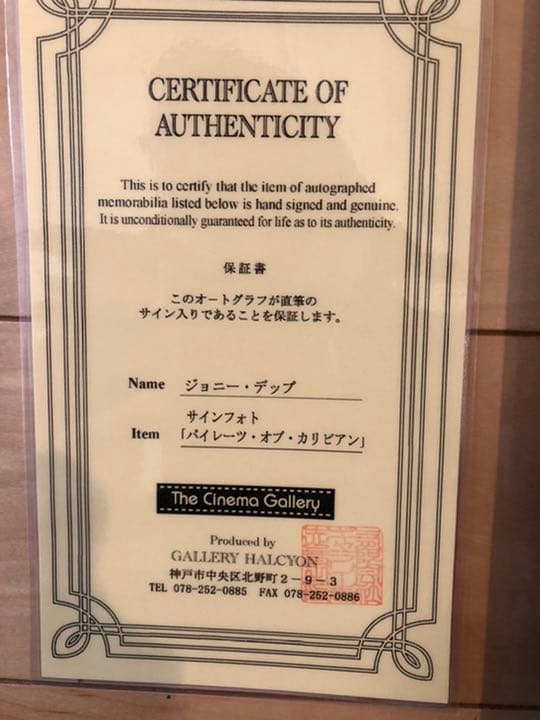 CERTIFICATE OF
AUTHENTICITY
This is to certify that the item of autographed
memorabilia listed below is hand signed and genuine.
It is unconditionally guaranteed for life as to its authenticity.
保証書
このオートグラフが直筆の
サイン入りであることを保証します。
Name ジョニー・デップ
サインフォト
Item 「パイレーツ・オブ・カリビアン」
The Cinema Gallery
Produced by
GALLERY HALCYON
神戸市中央区北野町2－9－3
TEL 078-252-0885 FAX 078-252-0886